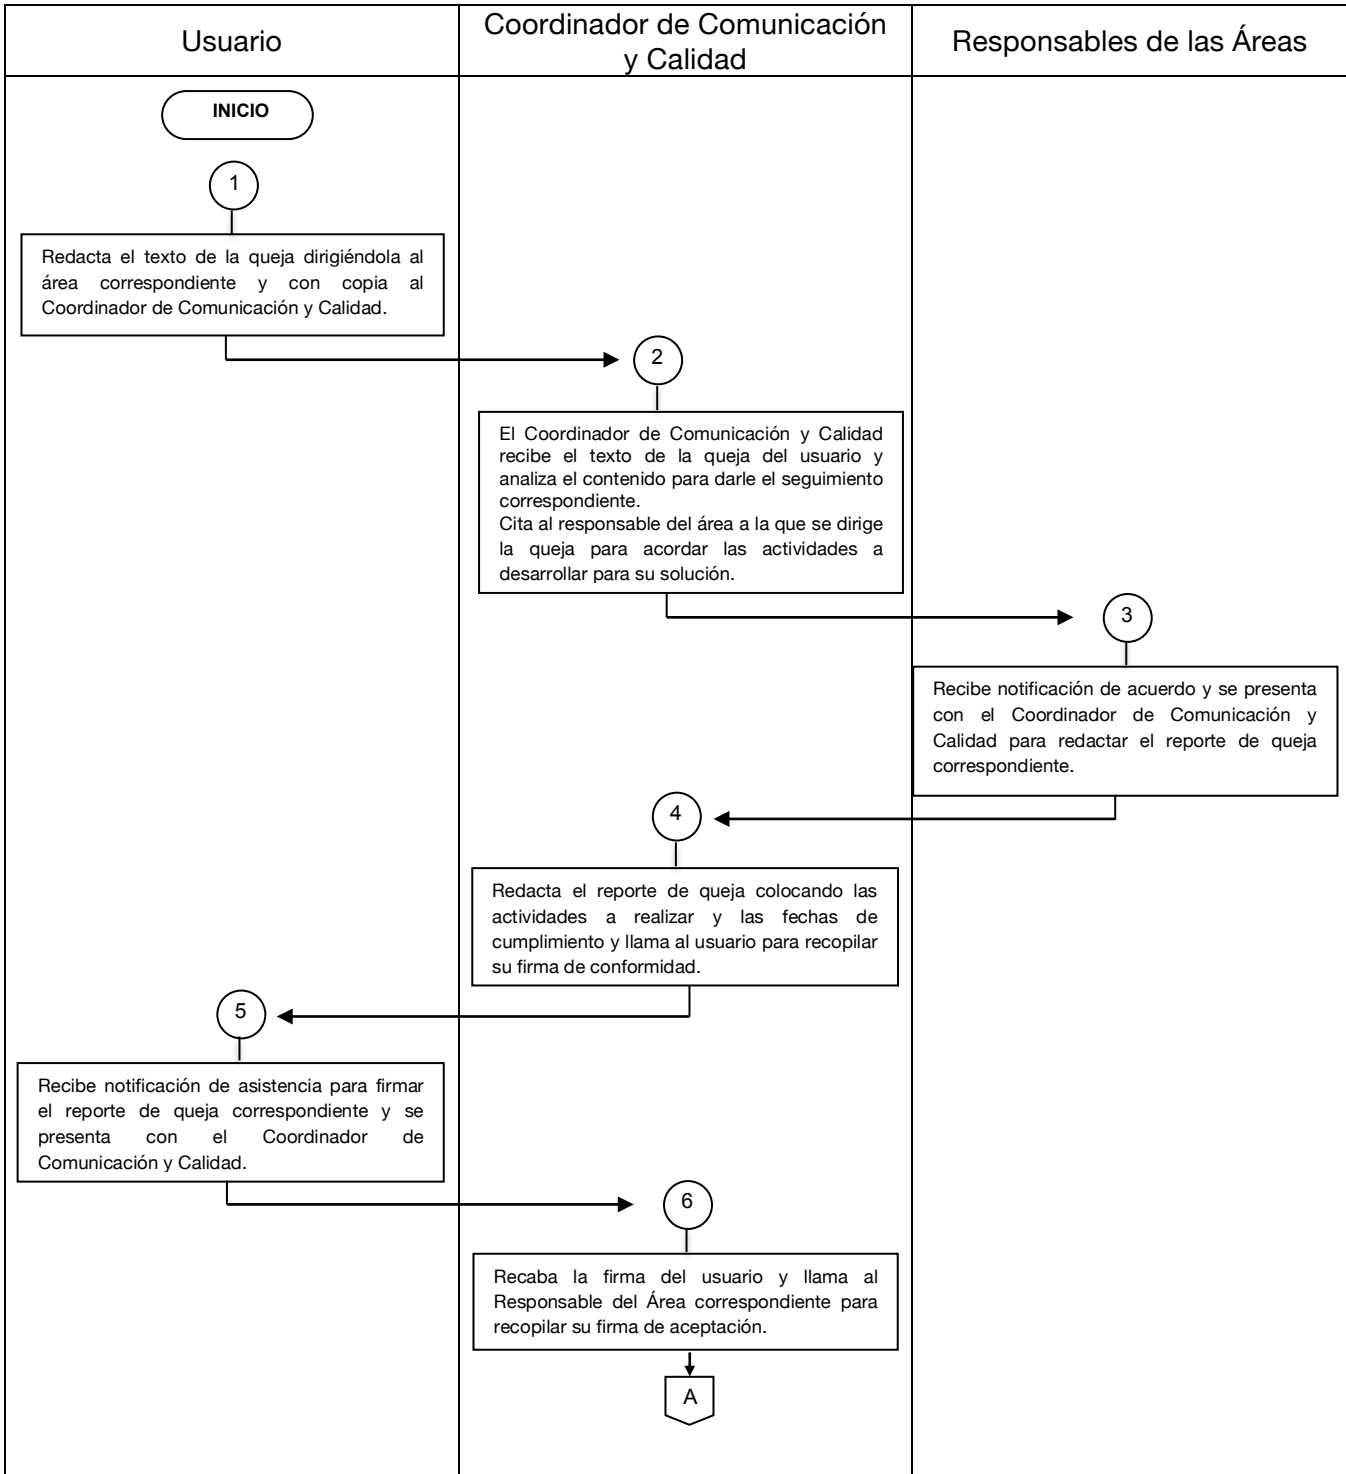 Usuario
Coordinador de Comunicación
y Calidad
Responsables de las Áreas
INICIO
1
Redacta el texto de la queja dirigiéndola al
área correspondiente y con copia al
Coordinador de Comunicación y Calidad.
2
El Coordinador de Comunicación y Calidad
recibe el texto de la queja del usuario y
analiza el contenido para darle el seguimiento
correspondiente.
Cita al responsable del área a la que se dirige
la queja para acordar las actividades a
desarrollar para su solución.
3
Recibe notificación de acuerdo y se presenta
con el Coordinador de Comunicación y
Calidad para redactar el reporte de queja
correspondiente.
4
Redacta el reporte de queja colocando las
actividades a realizar y las fechas de
cumplimiento y llama al usuario para recopilar
su firma de conformidad.
5
Recibe notificación de asistencia para firmar
el reporte de queja correspondiente y se
presenta con el Coordinador de
Comunicación y Calidad.
6
Recaba la firma del usuario y llama al
Responsable del Área correspondiente para
recopilar su firma de aceptación.
A